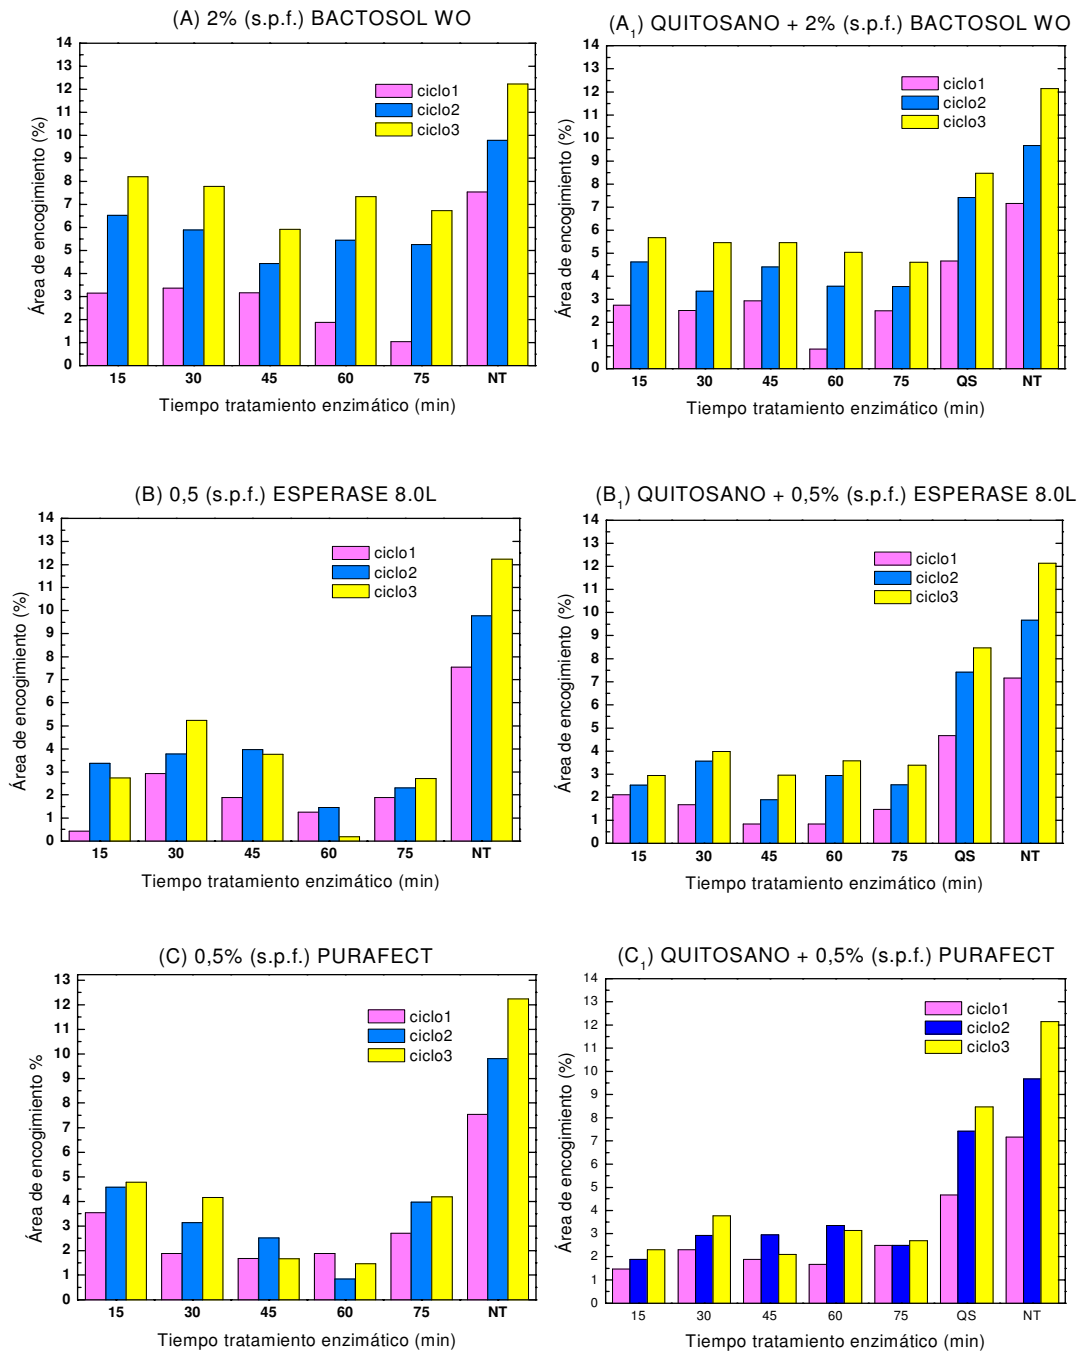 (A) 2% (s.p.f.) BACTOSOL WO
14
13
12
11
10
9
8
7
6
5
4
3
2
1
0
Área de encogimiento (%)
ciclo1
ciclo2
ciclo3
15 30 45 60 75 NT
Tiempo tratamiento enzimático (min)
(A1) QUITOSANO + 2% (s.p.f.) BACTOSOL WO
14
13
12
11
10
9
8
7
6
5
4
3
2
1
0
Área de encogimiento (%)
ciclo1
ciclo2
ciclo3
15 30 45 60 75 QS NT
Tiempo tratamiento enzimático (min)
(B) 0,5 (s.p.f.) ESPERASE 8.0L
14
13
12
11
10
9
8
7
6
5
4
3
2
1
0
Área de encogimiento (%)
ciclo1
ciclo2
ciclo3
15 30 45 60 75 NT
Tiempo tratamiento enzimático (min)
(B1) QUITOSANO + 0,5% (s.p.f.) ESPERASE 8.0L
14
13
12
11
10
9
8
7
6
5
4
3
2
1
0
Área de encogimiento (%)
ciclo1
ciclo2
ciclo3
15 30 45 60 75 QS NT
Tiempo tratamiento enzimático (min)
(C) 0,5% (s.p.f.) PURAFECT
13
12
11
10
9
8
7
6
5
4
3
2
1
0
Área de encogimiento %
ciclo1
ciclo2
ciclo3
15 30 45 60 75 NT
Tiempo tratamiento enzimático (min)
(C1) QUITOSANO + 0,5% (s.p.f.) PURAFECT
14
13
12
11
10
9
8
7
6
5
4
3
2
1
0
Área de encogimiento (%)
ciclo1
ciclo2
ciclo3
15 30 45 60 75 QS NT
Tiempo tratamiento enzimático (min)